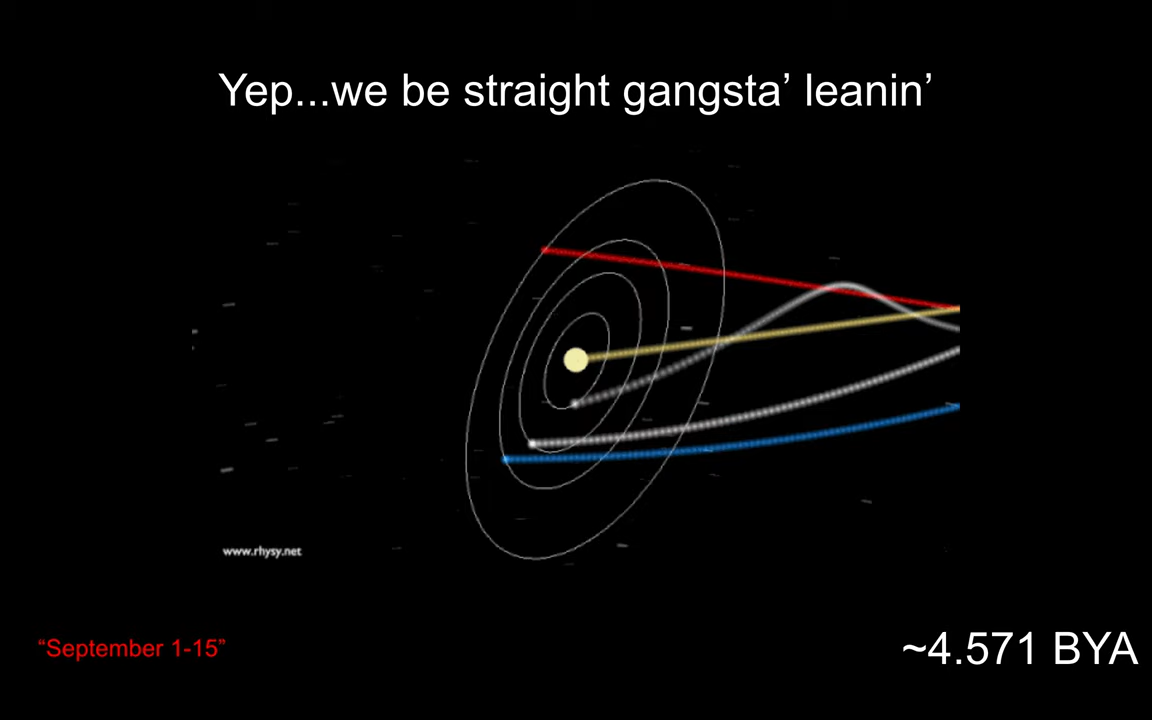 Yep...we be straight gangsta’ leanin’
www.rhysy.net
“September 1-15”
~4.571 BYA